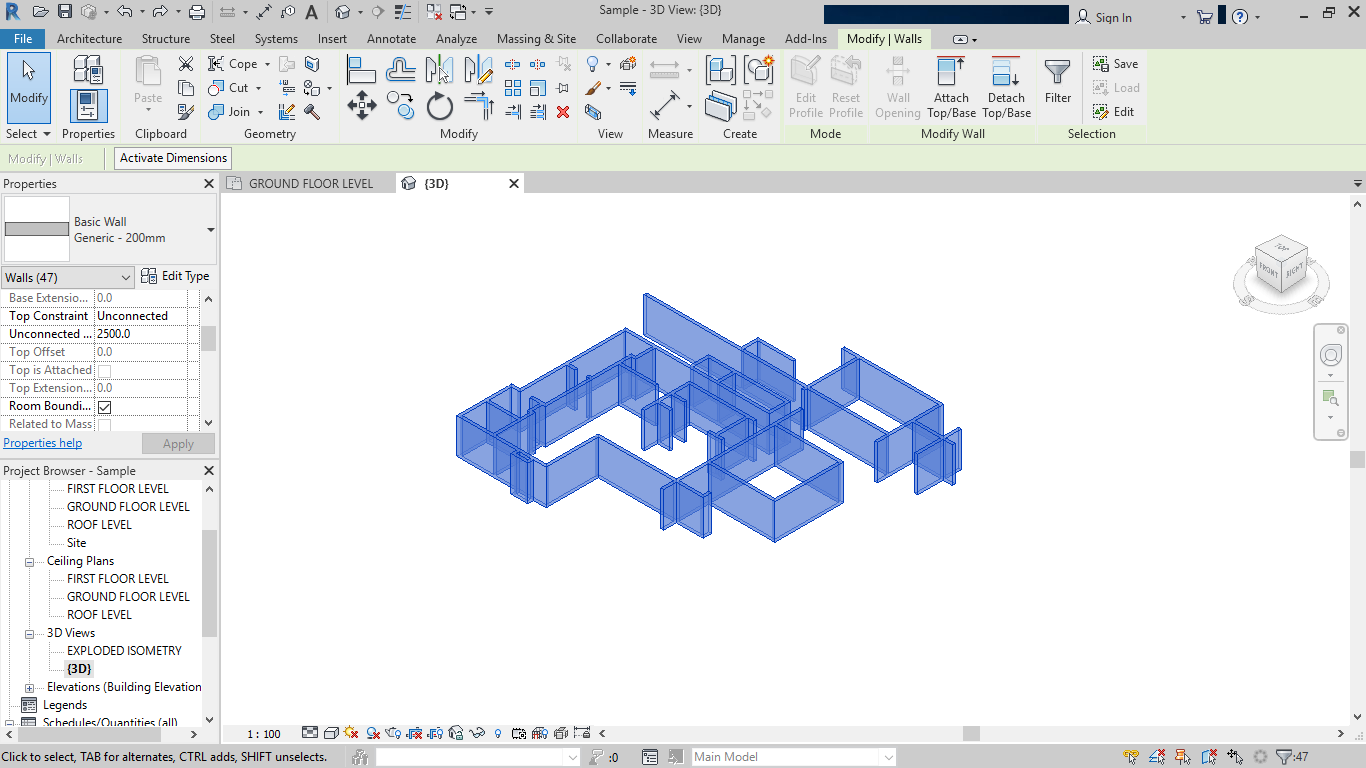 Sample - 3D View: {3D}
Sign In
File
Architecture
Structure
Steel
Systems
Insert
Annotate
Analyze
Massing & Site
Collaborate
View
Manage
Add-Ins
Modify | Walls
Modify
Select
Properties
Paste
Clipboard
Cope
Cut
Join
Geometry
Modify
View
Measure
Create
Edit
Profile
Reset
Profile
Mode
Wall
Opening
Attach
Top/Base
Detach
Top/Base
Modify Wall
Filter
Save
Load
Edit
Selection
Modify | Walls
Activate Dimensions
Properties
GROUND FLOOR LEVEL
{3D}
Basic Wall
Generic - 200mm
Walls (47)
Edit Type
Base Extensio... 0.0
Top Constraint Unconnected
Unconnected ... 2500.0
Top Offset 0.0
Top is Attached
Top Extension... 0.0
Room Boundi...
Related to Mass
Properties help
Apply
Project Browser - Sample
FIRST FLOOR LEVEL
GROUND FLOOR LEVEL
ROOF LEVEL
Site
Ceiling Plans
FIRST FLOOR LEVEL
GROUND FLOOR LEVEL
ROOF LEVEL
3D Views
EXPLODED ISOMETRY
{3D}
Elevations (Building Elevation
Legends
Schedules/Quantities (all)
TOP
FRONT
RIGHT
1 : 100
Click to select, TAB for alternates, CTRL adds, SHIFT unselects.
:0
Main Model
:47